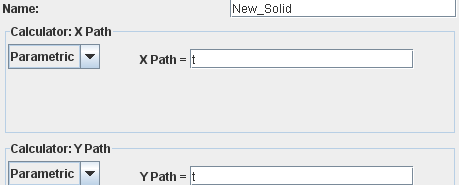 Name: New_Solid
Calculator: X Path
Parametric X Path = t
Calculator: Y Path
Parametric Y Path = t